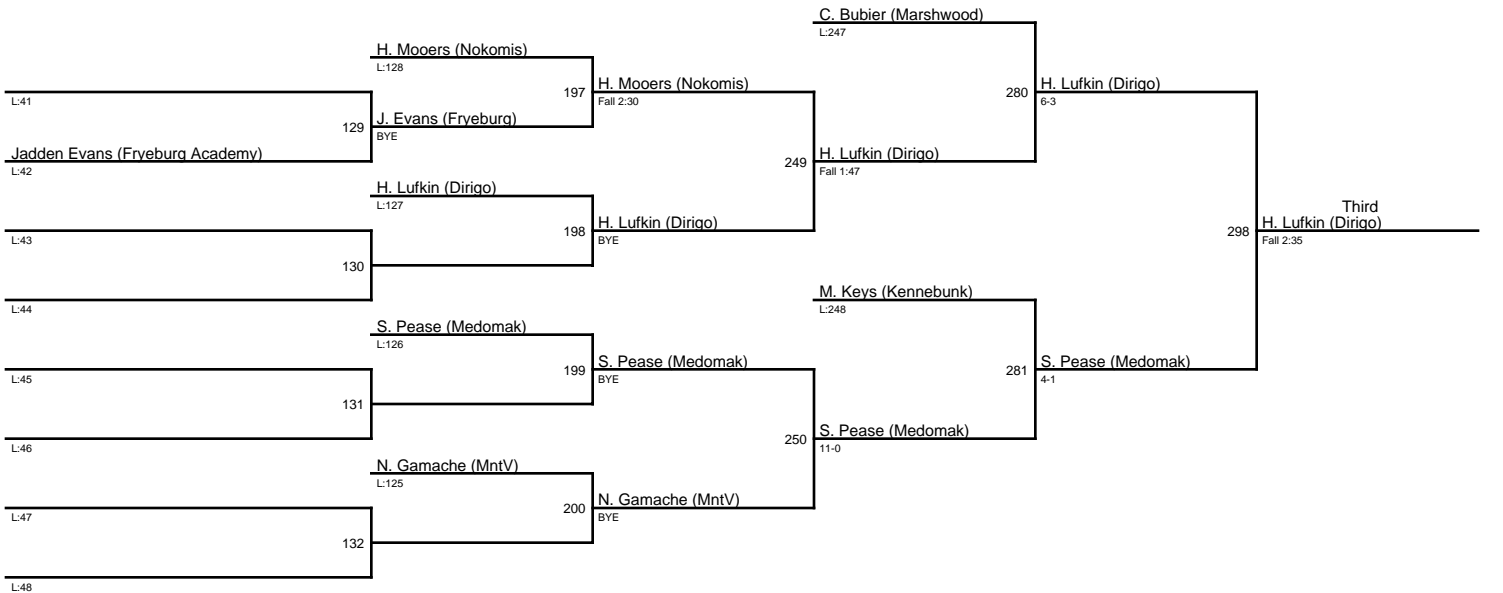 C. Bubier (Marshwood)
L:247
H. Mooers (Nokomis)
L:128
197
H. Mooers (Nokomis)
Fall 2:30
280
H. Lufkin (Dirigo)
6-3
L:41
129
J. Evans (Fryeburg)
BYE
Jadden Evans (Fryeburg Academy)
L:42
249
H. Lufkin (Dirigo)
Fall 1:47
H. Lufkin (Dirigo)
L:127
198
H. Lufkin (Dirigo)
BYE
L:43
130
L:44
Third
298
H. Lufkin (Dirigo)
Fall 2:35
M. Keys (Kennebunk)
L:248
S. Pease (Medomak)
L:126
199
S. Pease (Medomak)
BYE
281
S. Pease (Medomak)
4-1
L:45
131
L:46
250
S. Pease (Medomak)
11-0
N. Gamache (MntV)
L:125
200
N. Gamache (MntV)
BYE
L:47
132
L:48